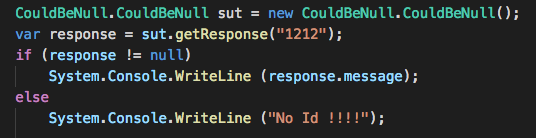 CouldBeNull.CouldBeNull sut = new CouldBeNull.CouldBeNull();
var response = sut.getResponse("1212");
if (response != null)
    System.Console.WriteLine (response.message);
else
    System.Console.WriteLine ("No Id !!!!");